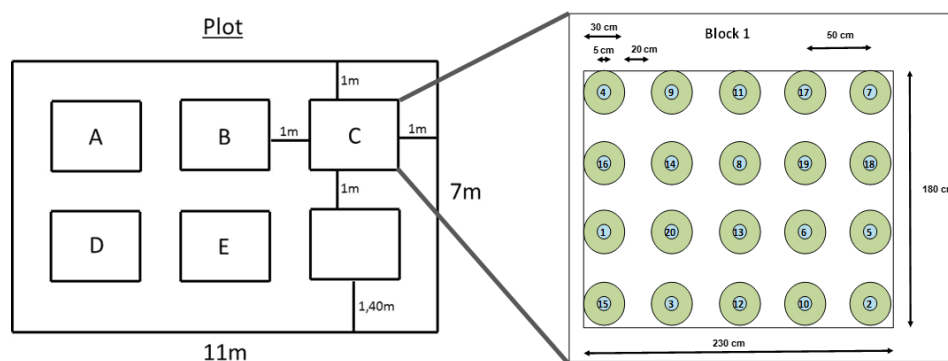 Plot
1m
A
B
1m
C
1m
1m
7m
D
E
1,40m
11m
30 cm
Block 1
50 cm
5 cm
20 cm
4 9 11 17 7
16 14 8 19 18
180 cm
1 20 13 6 5
15 3 12 10 2
230 cm